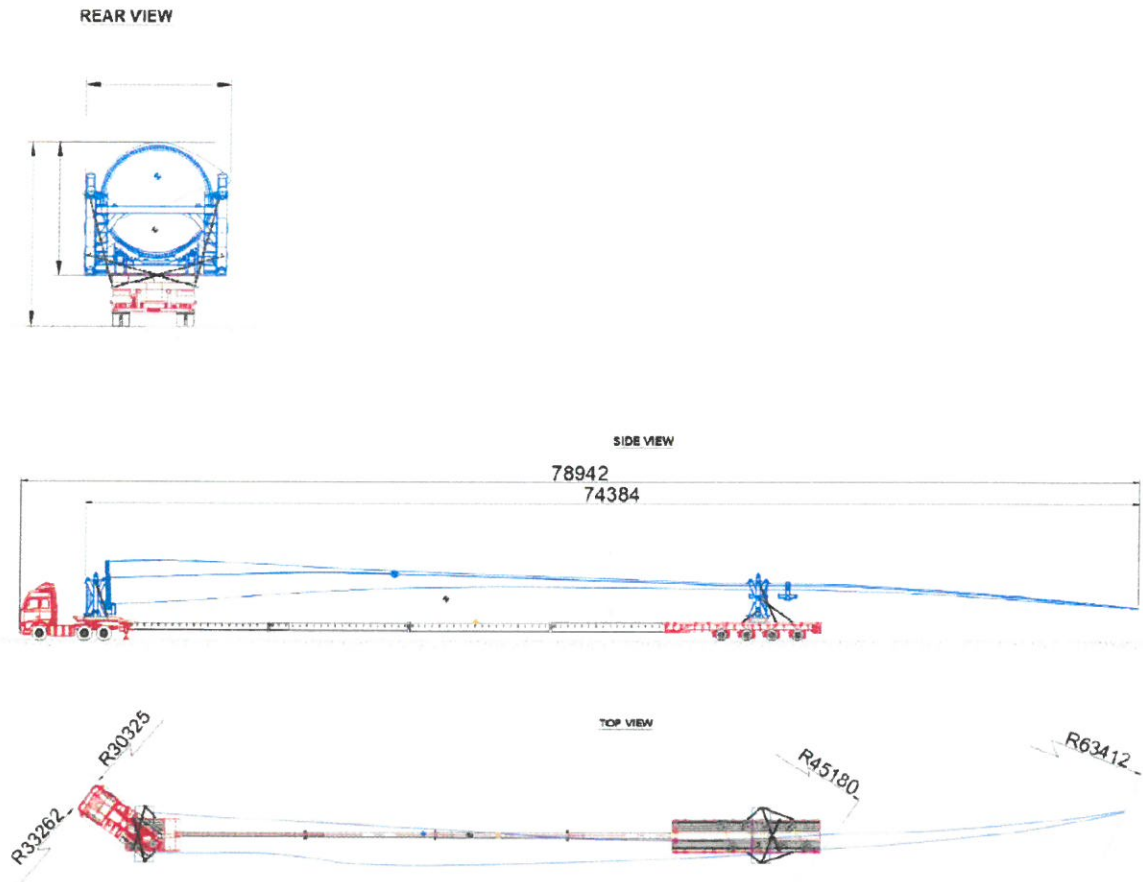 REAR VIEW
SIDE VIEW
78942
74384
TOP VIEW
R30325
R33262
R45180
R63412